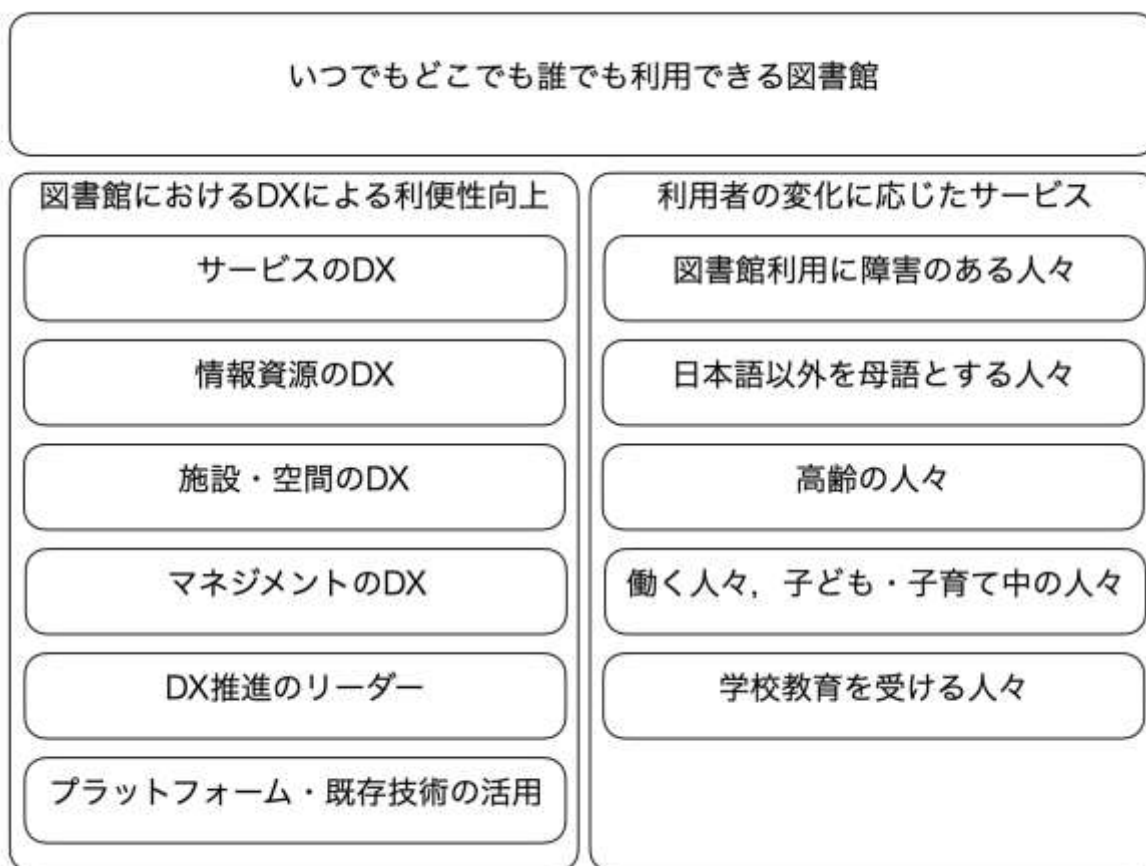 いつでもどこでも誰でも利用できる図書館
図書館におけるDXによる利便性向上
サービスのDX
情報資源のDX
施設・空間のDX
マネジメントのDX
DX推進のリーダー
プラットフォーム・既存技術の活用
利用者の変化に応じたサービス
図書館利用に障害のある人々
日本語以外を母語とする人々
高齢の人々
働く人々，子ども・子育て中の人々
学校教育を受ける人々